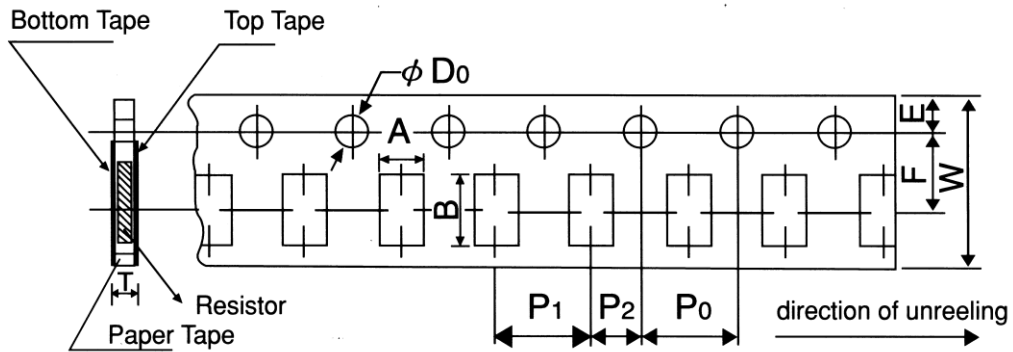 Bottom Tape
Top Tape
ϕ D0
A
E
F
W
B
T
Resistor
P1
P2
P0
direction of unreeling
Paper Tape